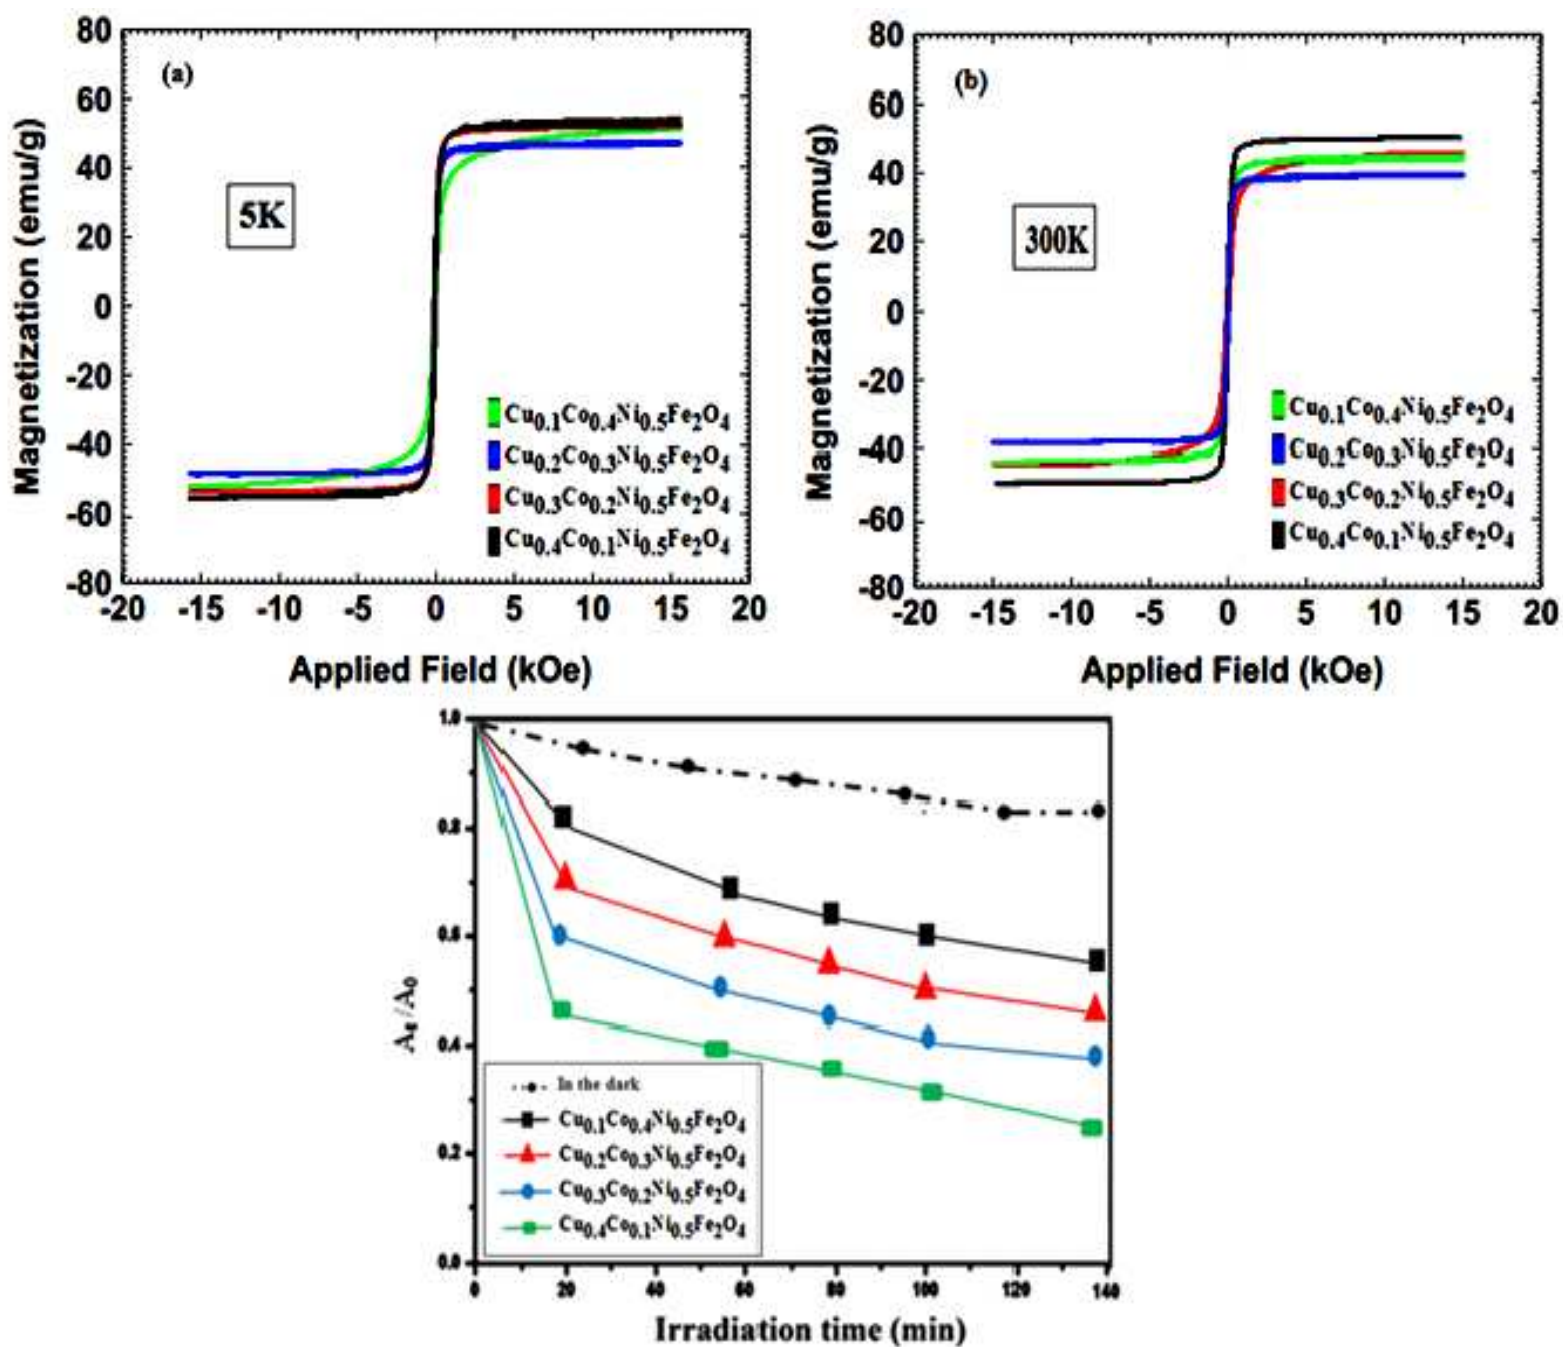 80
60
40
20
0
-20
-40
-60
-80
Magnetization (emu/g)
(a)
5K
Cu0.1Co0.4Ni0.5Fe2O4
Cu0.2Co0.3Ni0.5Fe2O4
Cu0.3Co0.2Ni0.5Fe2O4
Cu0.4Co0.1Ni0.5Fe2O4
-20 -15 -10 -5 0 5 10 15 20
Applied Field (kOe)
80
60
40
20
0
-20
-40
-60
-80
Magnetization (emu/g)
(b)
300K
Cu0.1Co0.4Ni0.5Fe2O4
Cu0.2Co0.3Ni0.5Fe2O4
Cu0.3Co0.2Ni0.5Fe2O4
Cu0.4Co0.1Ni0.5Fe2O4
-20 -15 -10 -5 0 5 10 15 20
Applied Field (kOe)
1.0
0.8
0.6
0.4
0.2
0.0
In the dark
Cu0.1Co0.4Ni0.5Fe2O4
Cu0.2Co0.3Ni0.5Fe2O4
Cu0.3Co0.2Ni0.5Fe2O4
Cu0.4Co0.1Ni0.5Fe2O4
0 20 40 60 80 100 120 140
Irradiation time (min)